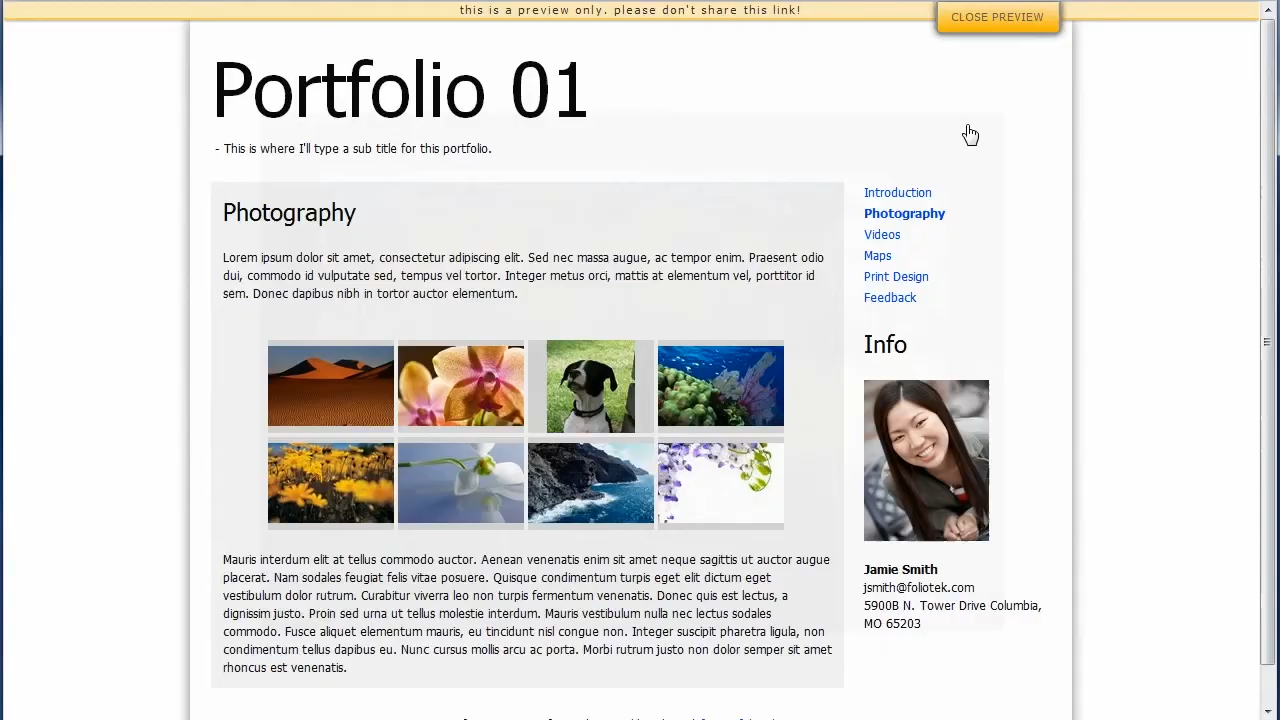 this is a preview only. please don't share this link!
CLOSE PREVIEW
Portfolio 01
- This is where I'll type a sub title for this portfolio.
Photography
Lorem ipsum dolor sit amet, consectetur adipiscing elit. Sed nec massa augue, ac tempor enim. Praesent odio
dui, commodo id vulputate sed, tempus vel tortor. Integer metus orci, mattis at elementum vel, porttitor id
sem. Donec dapibus nibh in tortor auctor elementum.
Mauris interdum elit at tellus commodo auctor. Aenean venenatis enim sit amet neque sagittis ut auctor augue
placerat. Nam sodales feugiat felis vitae posuere. Quisque condimentum turpis eget elit dictum eget
vestibulum dolor rutrum. Curabitur viverra leo non turpis fermentum venenatis. Donec quis est lectus, a
dignissim justo. Proin sed urna ut tellus molestie interdum. Mauris vestibulum nulla nec lectus sodales
commodo. Fusce aliquet elementum mauris, eu tincidunt nisl congue non. Integer suscipit pharetra ligula, non
condimentum tellus dapibus eu. Nunc cursus mollis arcu ac porta. Morbi rutrum justo non dolor semper sit amet
rhoncus est venenatis.
Introduction
Photography
Videos
Maps
Print Design
Feedback
Info
Jamie Smith
jsmith@foliotek.com
5900B N. Tower Drive Columbia,
MO 65203